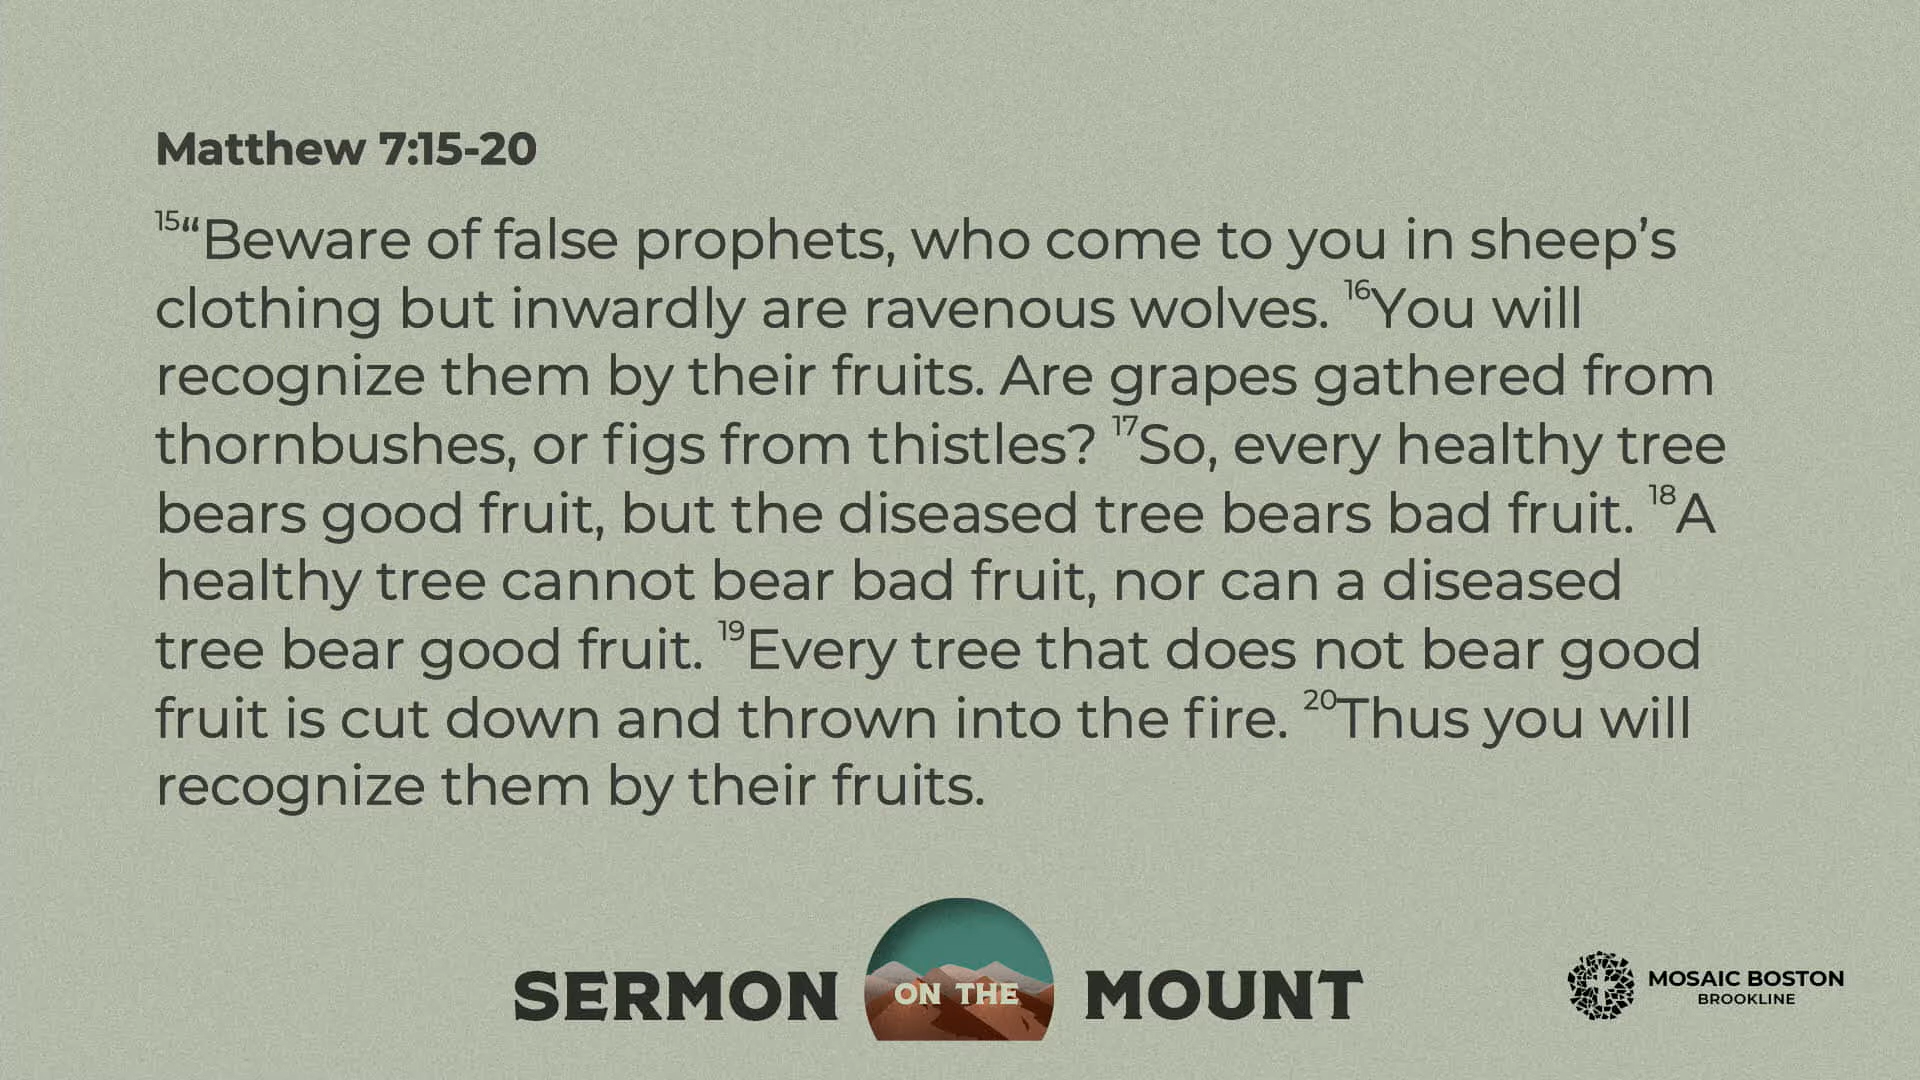 Matthew 7:15-20
15“Beware of false prophets, who come to you in sheep’s
clothing but inwardly are ravenous wolves. 16You will
recognize them by their fruits. Are grapes gathered from
thornbushes, or figs from thistles? 17So, every healthy tree
bears good fruit, but the diseased tree bears bad fruit. 18A
healthy tree cannot bear bad fruit, nor can a diseased
tree bear good fruit. 19Every tree that does not bear good
fruit is cut down and thrown into the fire. 20Thus you will
recognize them by their fruits.
SERMON ON THE MOUNT
MOSAIC BOSTON
BROOKLINE